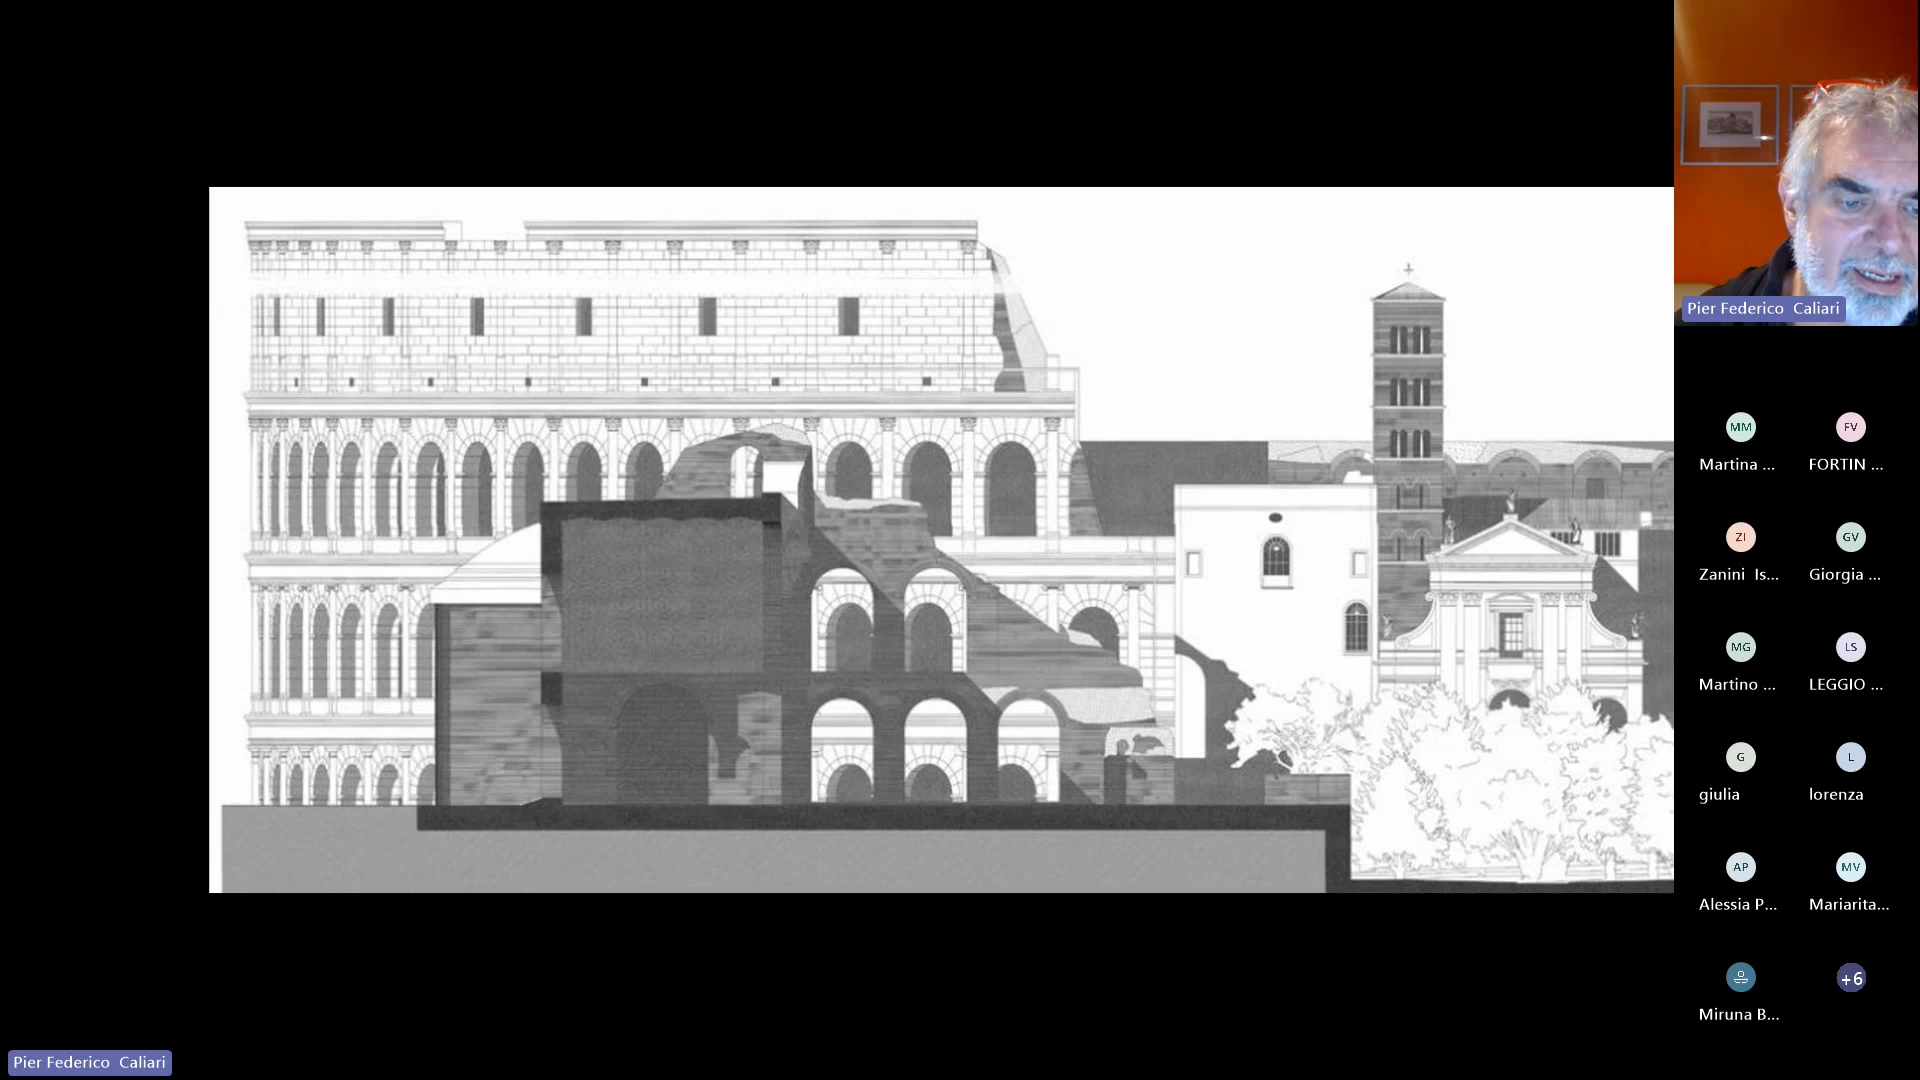 Pier Federico Caliari
MM
FV
Martina ...
FORTIN ...
ZI
GV
Zanini Is...
Giorgia ...
MG
LS
Martino ...
LEGGIO ...
G
L
giulia
lorenza
AP
MV
Alessia P...
Mariarita...
+6
Miruna B...
Pier Federico Caliari